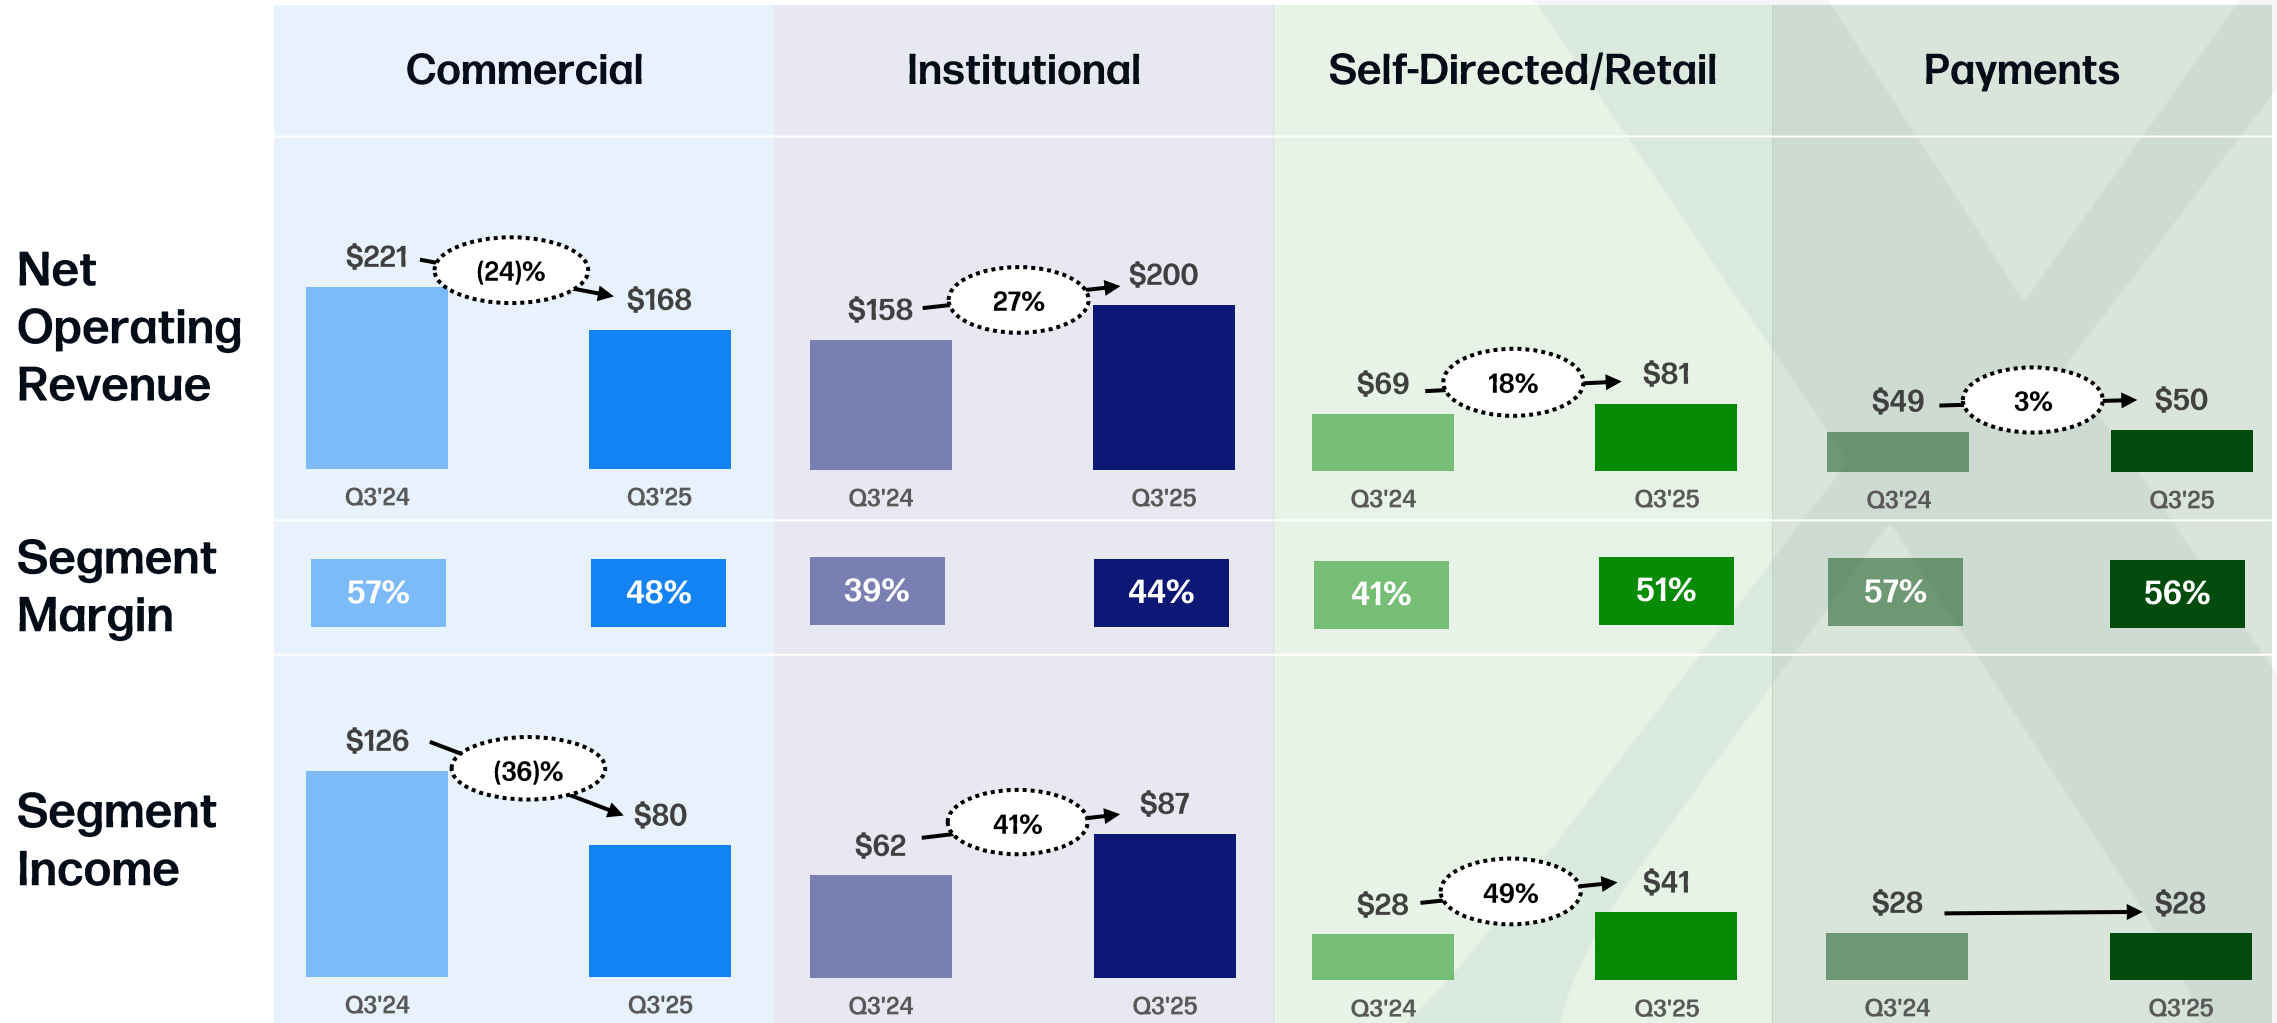 Commercial
Institutional
Self-Directed/Retail
Payments
Net
Operating
Revenue
$221
(24)%
$168
Q3'24
Q3'25
$158
27%
$200
Q3'24
Q3'25
$69
18%
$81
Q3'24
Q3'25
$49
3%
$50
Q3'24
Q3'25
Segment
Margin
57%
48%
39%
44%
41%
51%
57%
56%
Segment
Income
$126
(36)%
$80
Q3'24
Q3'25
$62
41%
$87
Q3'24
Q3'25
$28
49%
$41
Q3'24
Q3'25
$28
$28
Q3'24
Q3'25